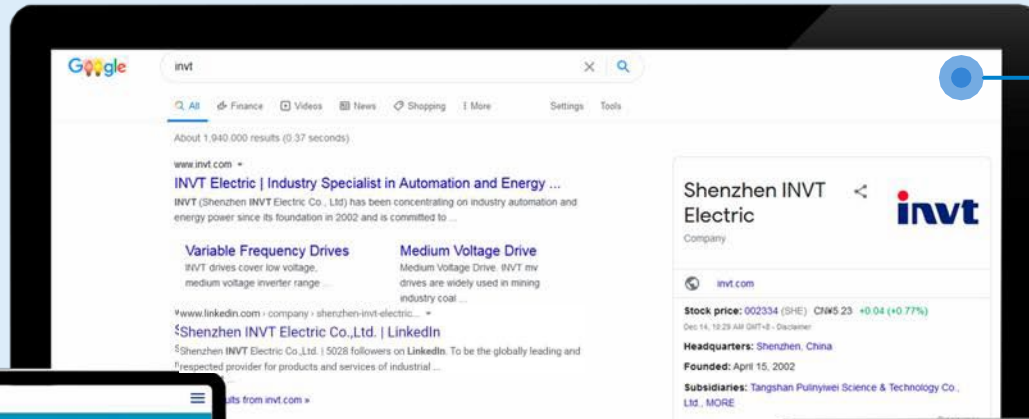 Google
invt
All Finance Videos News Shopping More Settings Tools
About 1,940,000 results (0.37 seconds)
www.invt.com
INVT Electric | Industry Specialist in Automation and Energy ...
INVT (Shenzhen INVT Electric Co., Ltd) has been concentrating on industry automation and
energy power since its foundation in 2002 and is committed to ...
Variable Frequency Drives
INVT drives cover low voltage,
medium voltage inverter range ...
Medium Voltage Drive
Medium Voltage Drive. INVT mv
drives are widely used in mining
industry coal ...
www.linkedin.com › company › shenzhen-invt-electric...
Shenzhen INVT Electric Co.,Ltd. | LinkedIn
Shenzhen INVT Electric Co.,Ltd. | 5028 followers on LinkedIn. To be the globally leading and
respected provider for products and services of industrial ...
from invt.com »
Shenzhen INVT
Electric
Company
invt
invt.com
Stock price: 002334 (SHE) CN¥5.23 +0.04 (+0.77%)
Dec 14, 10:29 AM GMT+8 - Disclaimer
Headquarters: Shenzhen, China
Founded: April 15, 2002
Subsidiaries: Tangshan Pulinyiwei Science & Technology Co.,
Ltd., MORE